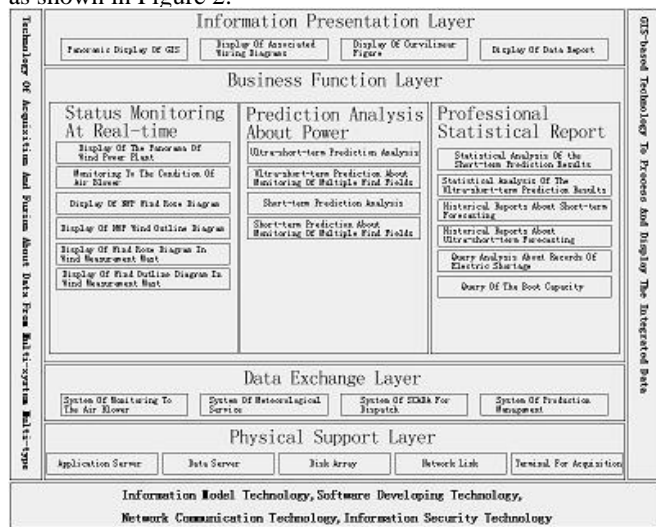 as shown in Figure 2.
Information Presentation Layer
Panoramic Display Of GIS
Display Of Associated
Wiring Diagrams
Display Of Curvilinear
Figure
Display Of Data Report
Business Function Layer
Status Monitoring
At Real-time
Display Of The Panorama Of
Wind Power Plant
Monitoring To The Condition Of
Air Blower
Display Of NWP Wind Rose Diagram
Display Of NWP Wind Outline Diagram
Display Of Wind Rose Diagram In
Wind Measurement Mast
Display Of Wind Outline Diagram In
Wind Measurement Mast
Prediction Analysis
About Power
Ultra-short-term Prediction Analysis
Ultra-short-term Prediction About
Monitoring Of Multiple Wind Fields
Short-term Prediction Analysis
Short-term Prediction About
Monitoring Of Multiple Wind Fields
Professional
Statistical Report
Statistical Analysis Of the
Short-term Prediction Results
Statistical Analysis Of The
Ultra-short-term Prediction Results
Historical Reports About Short-term
Forecasting
Historical Reports About
Ultra-short-term Forecasting
Query Analysis About Records Of
Electric Shortage
Query Of The Boot Capacity
Data Exchange Layer
System Of Monitoring To
The Air Blower
System Of Meteorological
Service
System Of SCADA For
Dispatch
System Of Production
Management
Physical Support Layer
Application Server
Data Server
Disk Array
Network Link
Terminal For Acquisition
Technology Of Acquisition And Fusion About Data From Multi-system Multi-type
GIS-based Technology To Process And Display The Integrated Data
Information Model Technology, Software Developing Technology,
Network Communication Technology, Information Security Technology